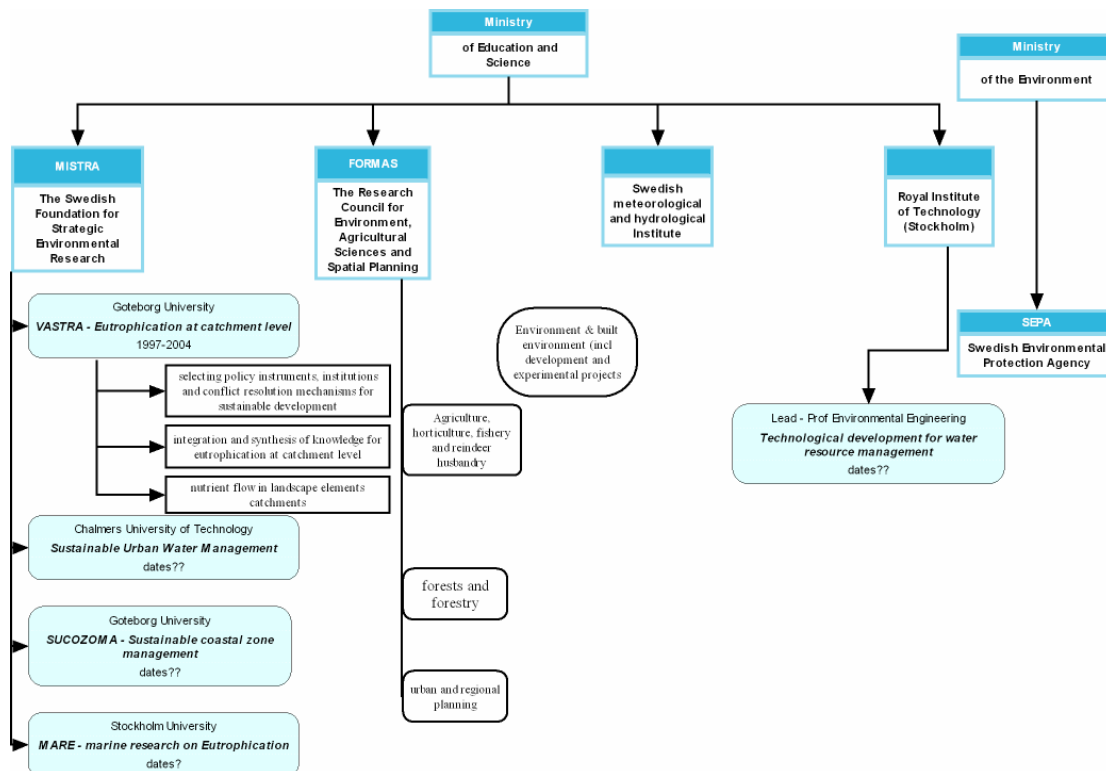 Ministry
of Education and
Science
Ministry
of the Environment
MISTRA
The Swedish
Foundation for
Strategic
Environmental
Research
FORMAS
The Research
Council for
Environment,
Agricultural
Sciences and
Spatial Planning
Swedish
meteorological
and hydrological
Institute
Royal Institute
of Technology
(Stockholm)
SEPA
Swedish Environmental
Protection Agency
Goteborg University
VASTRA - Eutrophication at catchment level
1997-2004
selecting policy instruments, institutions
and conflict resolution mechanisms for
sustainable development
integration and synthesis of knowledge for
eutrophication at catchment level
nutrient flow in landscape elements
catchments
Chalmers University of Technology
Sustainable Urban Water Management
dates??
Goteborg University
SUCOZOMA - Sustainable coastal zone
management
dates??
Stockholm University
MARE - marine research on Eutrophication
dates?
Environment & built
environment (incl
development and
experimental projects
Agriculture,
horticulture, fishery
and reindeer
husbandry
forests and
forestry
urban and regional
planning
Lead - Prof Environmental Engineering
Technological development for water
resource management
dates??